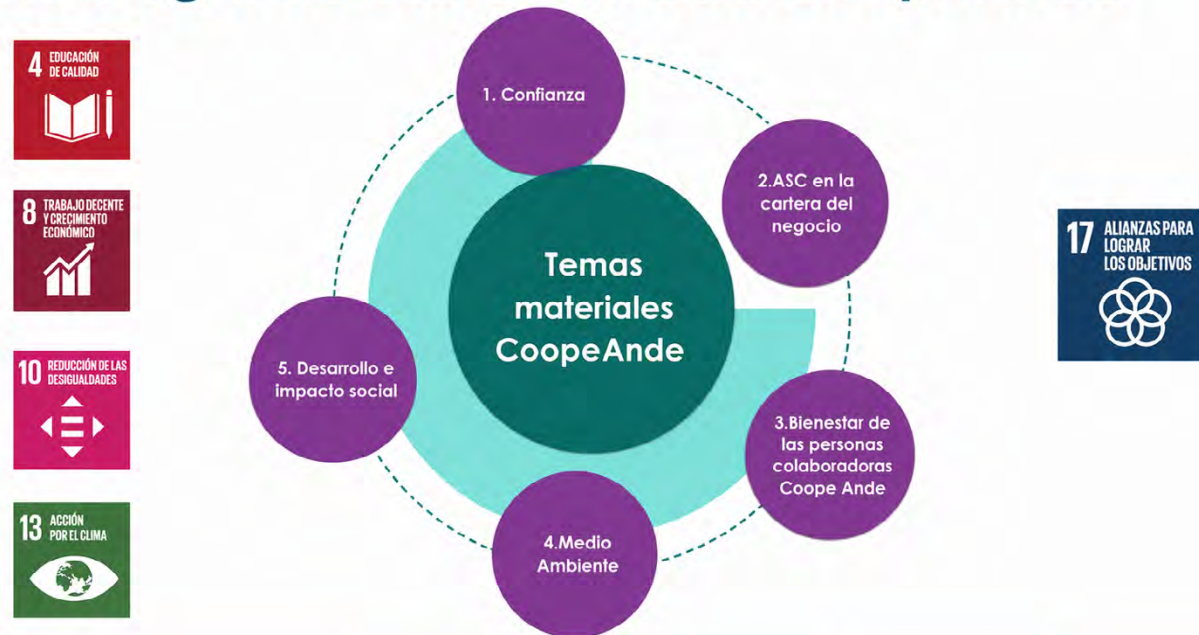 4 EDUCACIÓN
DE CALIDAD
8 TRABAJO DECENTE
Y CRECIMIENTO
ECONÓMICO
10 REDUCCIÓN DE LAS
DESIGUALDADES
13 ACCIÓN
POR EL CLIMA
1. Confianza
2.ASC en la
cartera del
negocio
Temas
materiales
CoopeAnde
3.Bienestar de
las personas
colaboradoras
Coope Ande
4.Medio
Ambiente
5. Desarrollo e
impacto social
17 ALIANZAS PARA
LOGRAR
LOS OBJETIVOS